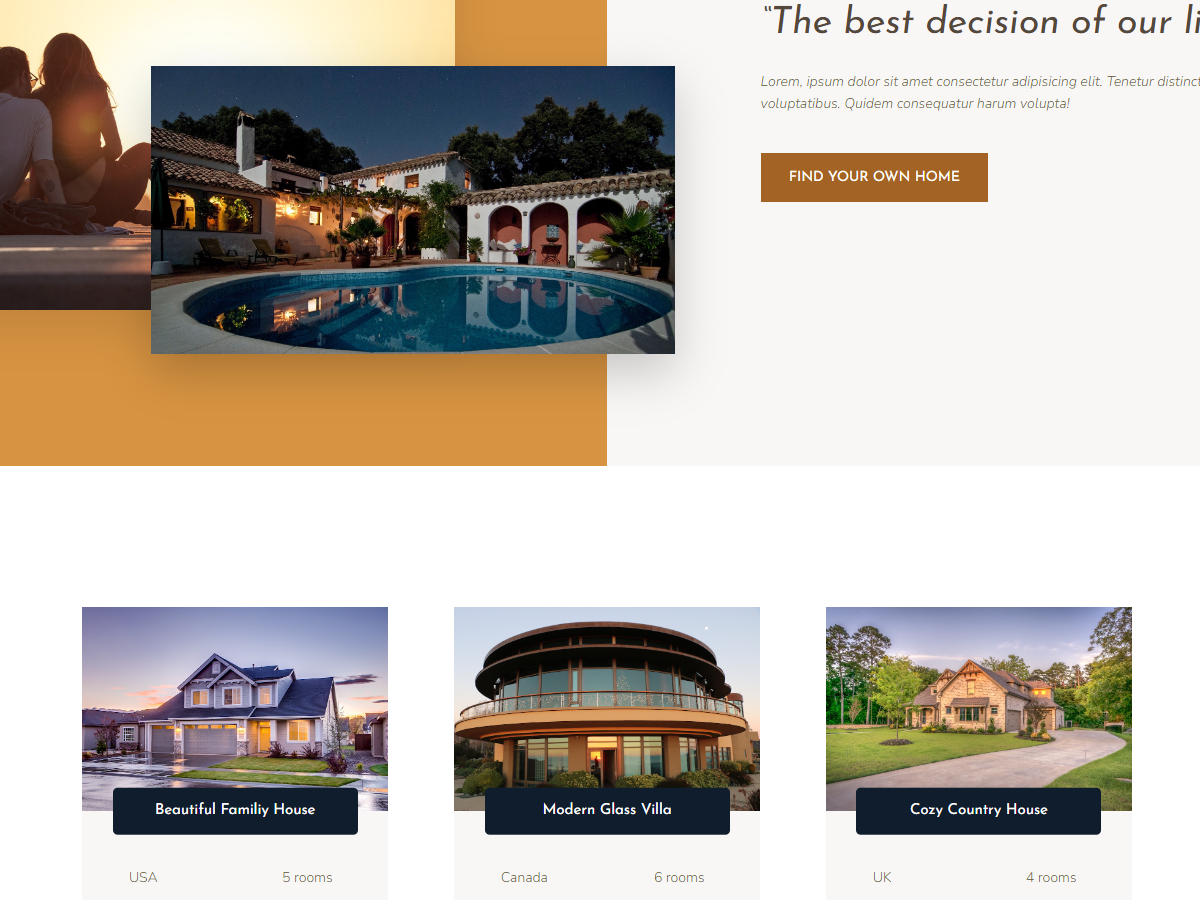 “The best decision of our
Lorem, ipsum dolor sit amet consectetur adipisicing elit. Tenetur
voluptatibus. Quidem consequatur harum volupta!
FIND YOUR OWN HOME
Beautiful Familiy House
Modern Glass Villa
Cozy Country House
USA 5 rooms
Canada 6 rooms
UK 4 rooms